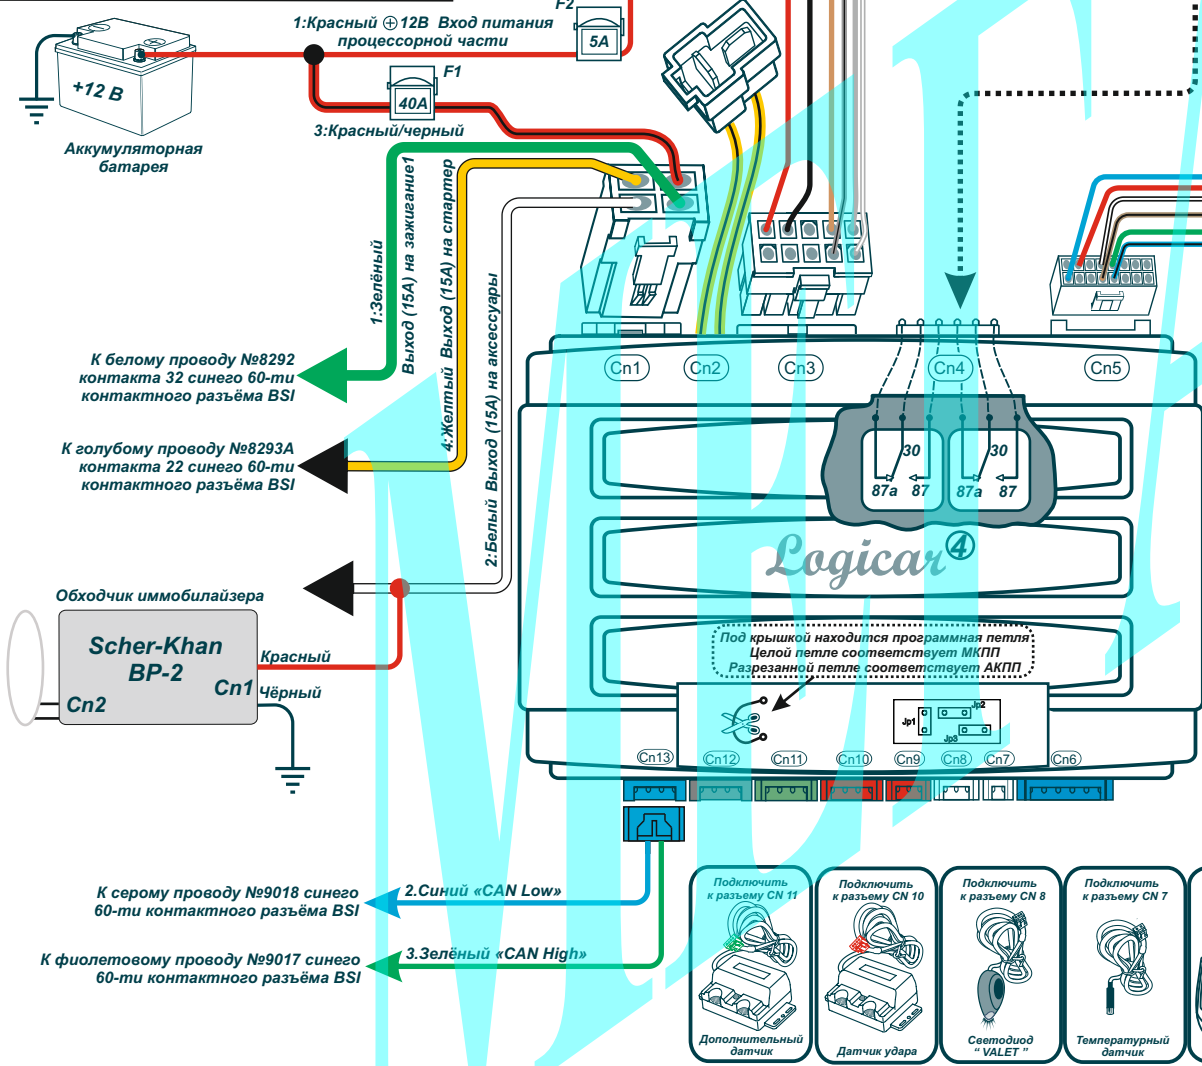 F2
1:Красный ⊕12В Вход питания
процессорной части
5А
F1
40А
3:Красный/черный
+12 В
Аккумуляторная
батарея
1:Зелёный
Выход (15А) на зажигание1
4:Желтый Выход (15А) на стартер
2:Белый Выход (15А) на аксессуары
К белому проводу №8292
контакта 32 синего 60-ти
контактного разъёма BSI
К голубому проводу №8293А
контакта 22 синего 60-ти
контактного разъёма BSI
Cn1
Cn2
Cn3
Cn4
Cn5
30
30
87a
87
87a
87
Logicar 4
Обходчик иммобилайзера
Scher-Khan
BP-2
Cn1
Cn2
Красный
Чёрный
Под крышкой находится программная петля
Целой петле соответствует МКПП
Разрезанной петле соответствует АКПП
Jp1
Jp2
Jp3
Cn13
Cn12
Cn11
Cn10
Cn9
Cn8
Cn7
Cn6
К серому проводу №9018 синего
60-ти контактного разъёма BSI
2.Синий «CAN Low»
К фиолетовому проводу №9017 синего
60-ти контактного разъёма BSI
3.Зелёный «CAN High»
Подключить
к разъему CN 11
Дополнительный
датчик
Подключить
к разъему CN 10
Датчик удара
Подключить
к разъему CN 8
Светодиод
“ VALET ”
Подключить
к разъему CN 7
Температурный
датчик